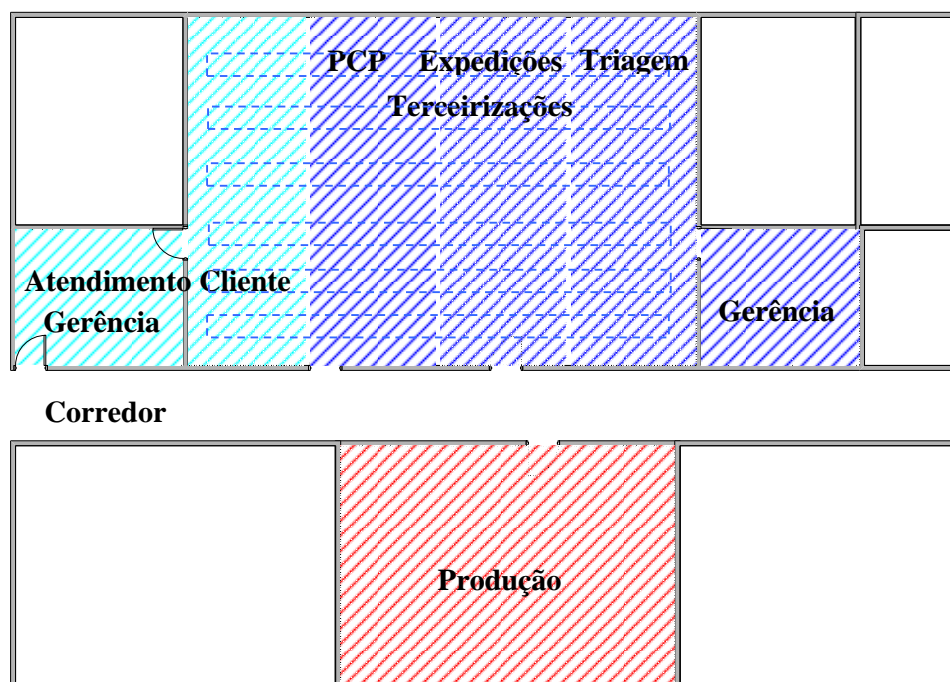 PCP Expedições Triagem
Terceirizações
Atendimento Cliente
Gerência
Gerência
Corredor
Produção